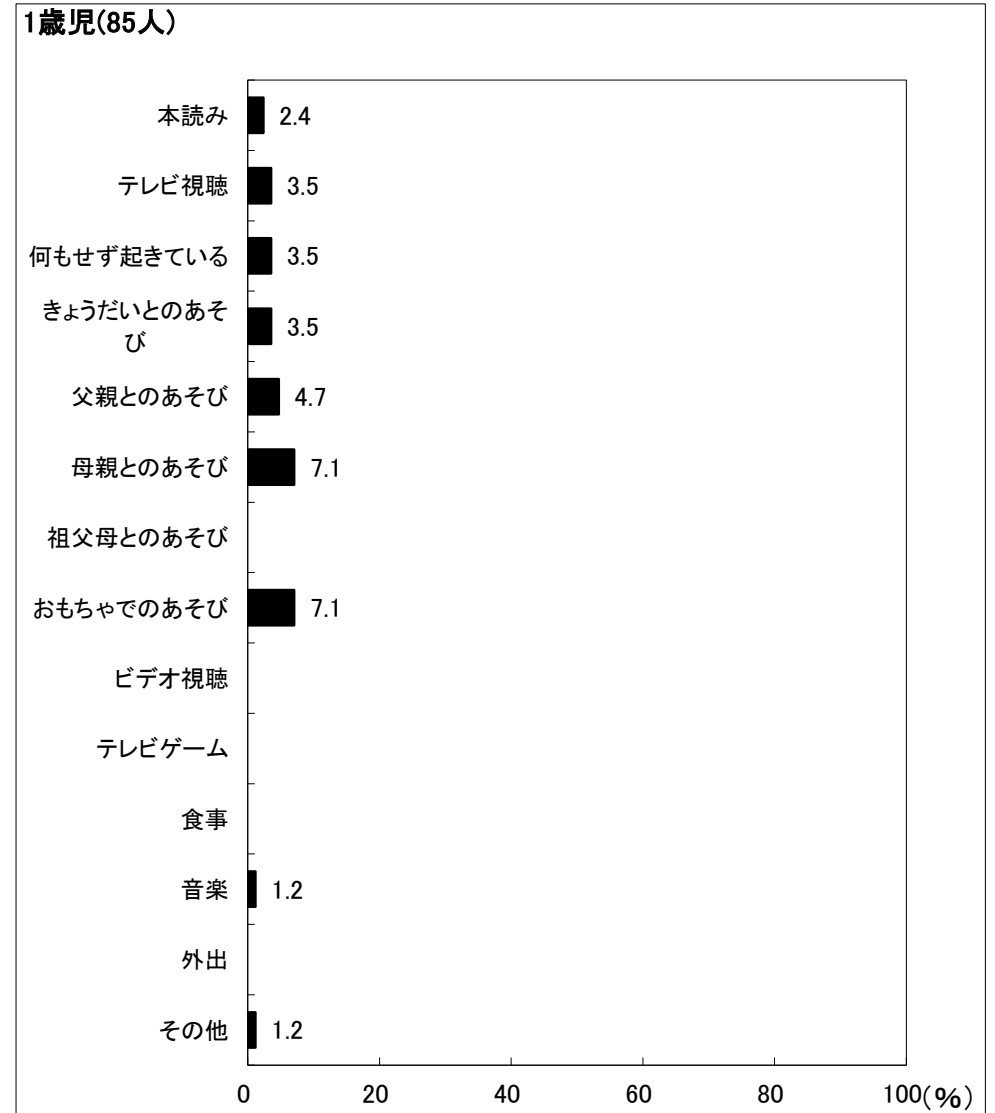 1歳児(85人)
本読み 2.4
テレビ視聴 3.5
何もせず起きている 3.5
きょうだいとのあそ
び 3.5
父親とのあそび 4.7
母親とのあそび 7.1
祖父母とのあそび
おもちゃでのあそび 7.1
ビデオ視聴
テレビゲーム
食事
音楽 1.2
外出
その他 1.2
0 20 40 60 80 100(%)